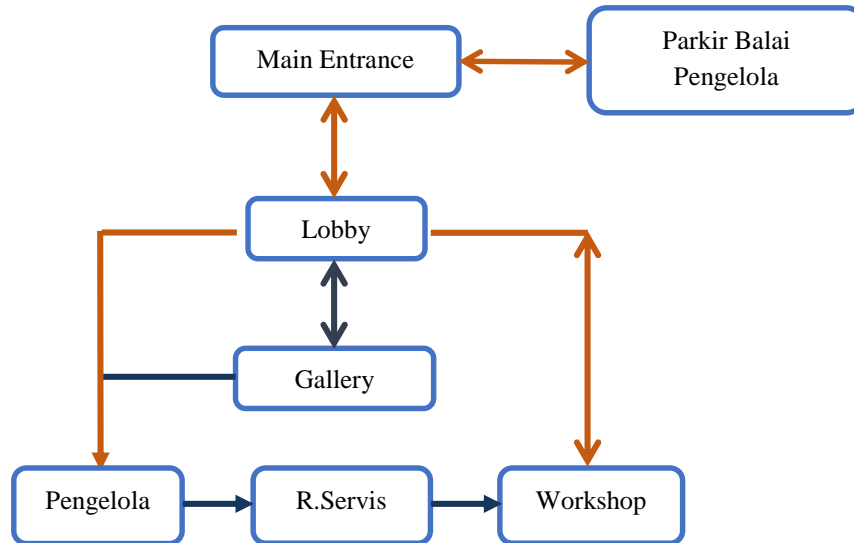 Main Entrance
Parkir Balai
Pengelola
Lobby
Gallery
Pengelola
R.Servis
Workshop